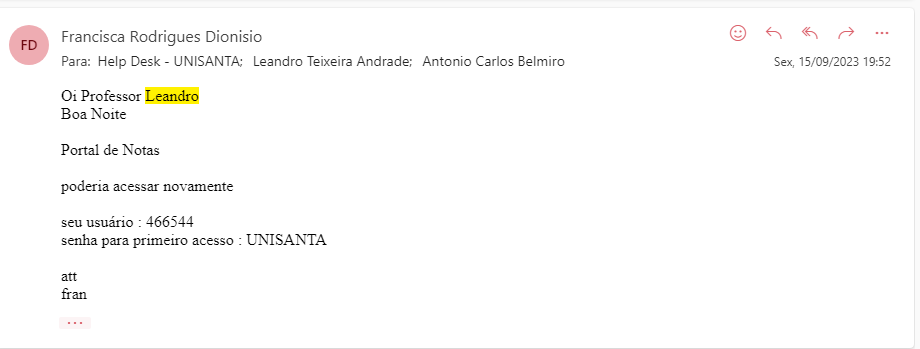 FD
Francisca Rodrigues Dionisio
Para: Help Desk - UNISANTA; Leandro Teixeira Andrade; Antonio Carlos Belmiro
Sex, 15/09/2023 19:52
Oi Professor Leandro
Boa Noite
Portal de Notas
poderia acessar novamente
seu usuário : 466544
senha para primeiro acesso : UNISANTA
att
fran